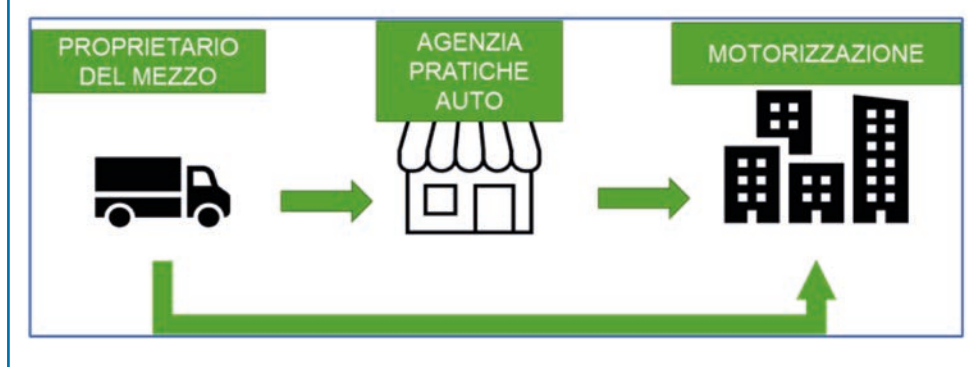 PROPRIETARIO
DEL MEZZO
AGENZIA
PRATICHE
AUTO
MOTORIZZAZIONE